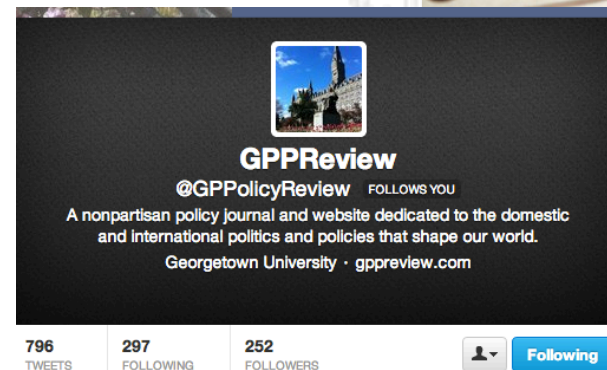 GPPReview
@GPPolicyReview FOLLOWS YOU
A nonpartisan policy journal and website dedicated to the domestic
and international politics and policies that shape our world.
Georgetown University · gppreview.com
796 297 252
TWEETS FOLLOWING FOLLOWERS
Following